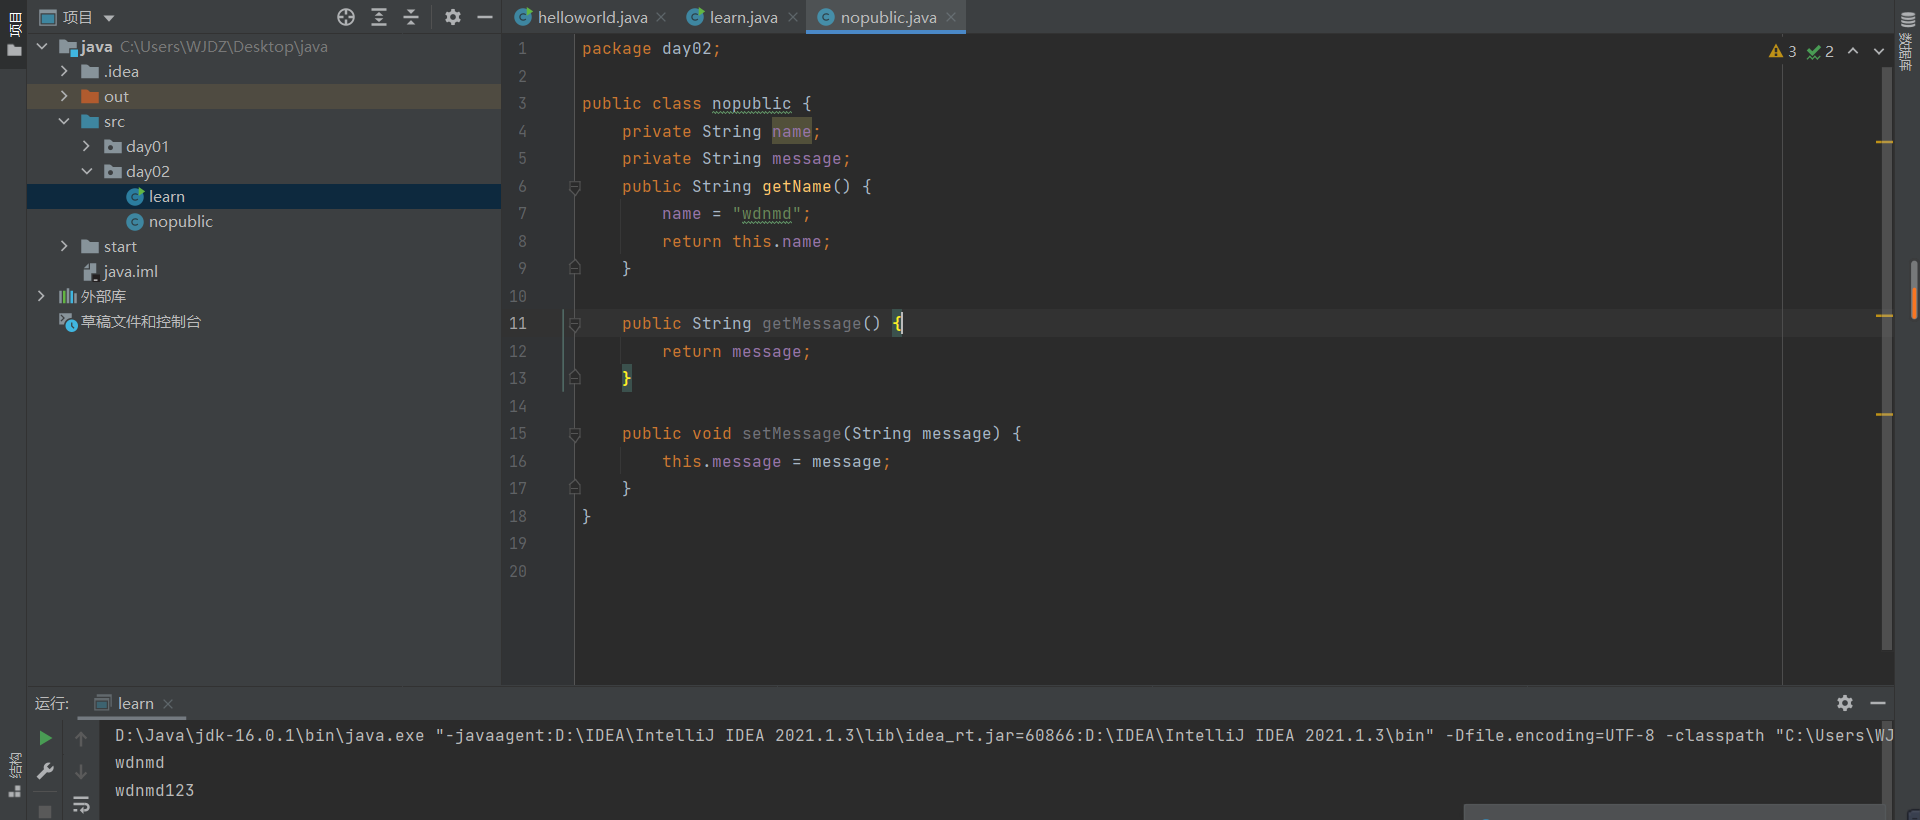 项目
项目
java C:\Users\WJDZ\Desktop\java
.idea
out
src
day01
day02
learn
nopublic
start
java.iml
外部库
草稿文件和控制台
helloworld.java
learn.java
nopublic.java
3 2
数据库
1 package day02;
2
3 public class nopublic {
4 private String name;
5 private String message;
6 public String getName() {
7 name = "wdnmd";
8 return this.name;
9 }
10
11 public String getMessage() {
12 return message;
13 }
14
15 public void setMessage(String message) {
16 this.message = message;
17 }
18 }
19
20
运行: learn
结构
D:\Java\jdk-16.0.1\bin\java.exe "-javaagent:D:\IDEA\IntelliJ IDEA 2021.1.3\lib\idea_rt.jar=60866:D:\IDEA\IntelliJ IDEA 2021.1.3\bin" -Dfile.encoding=UTF-8 -classpath "C:\Users\WJ
wdnmd
wdnmd123